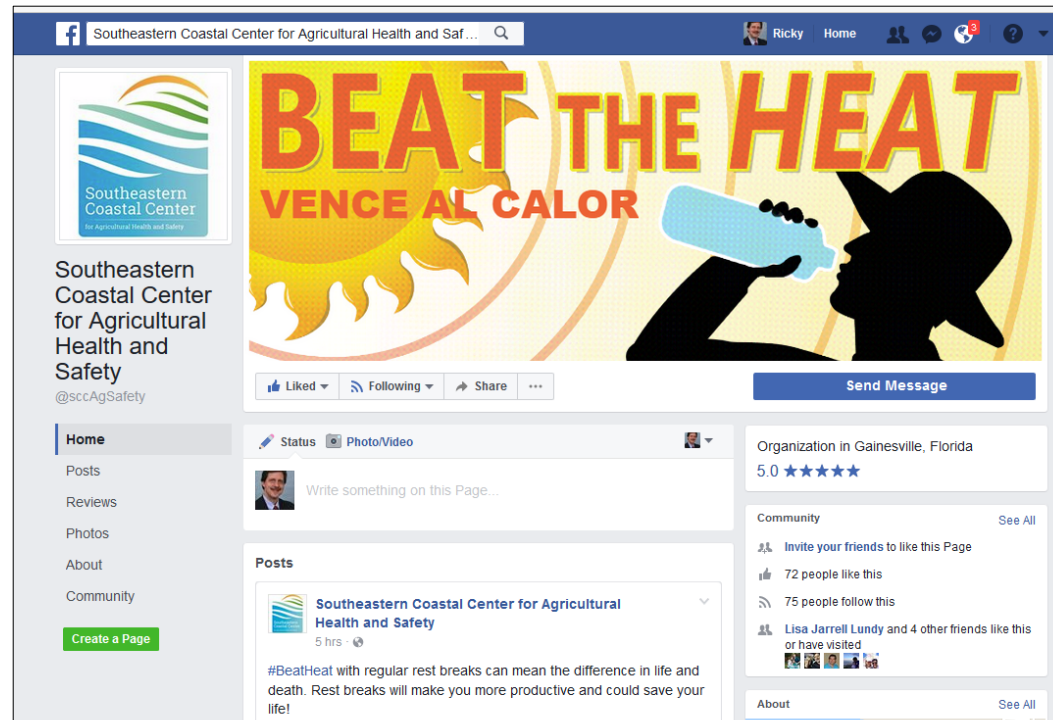 Southeastern Coastal Center for Agricultural Health and Saf...
Ricky
Home
3
?
Southeastern
Coastal Center
for Agricultural Health and Safety
BEAT THE HEAT
VENCE AL CALOR
Southeastern
Coastal Center
for Agricultural
Health and
Safety
@sccAgSafety
Liked
Following
Share
...
Send Message
Home
Posts
Reviews
Photos
About
Community
Create a Page
Status
Photo/Video
Write something on this Page...
Posts
Southeastern Coastal Center for Agricultural
Health and Safety
5 hrs ·
#BeatHeat with regular rest breaks can mean the difference in life and
death. Rest breaks will make you more productive and could save your
life!
Organization in Gainesville, Florida
5.0 ★★★★★
Community
See All
Invite your friends to like this Page
72 people like this
75 people follow this
Lisa Jarrell Lundy and 4 other friends like this
or have visited
About
See All